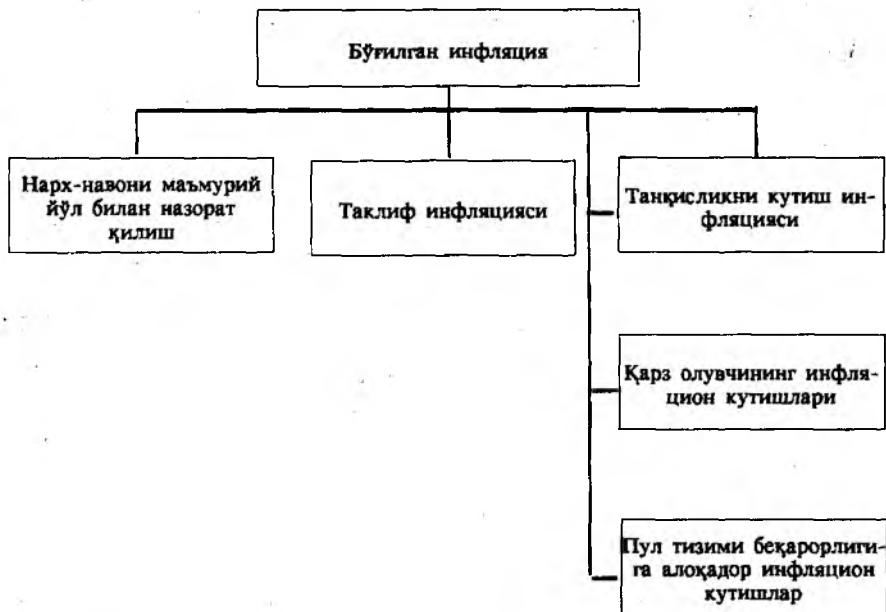 Бўғилган инфляция
i
Нарх-навони маъмурий
йўл билан назорат
қилиш
Таклиф инфляцияси
Танқисликни кутиш ин-
фляцияси
Қарз олувчининг инфля-
цион кутишлари
Пул тизими беқарорлиги-
га алоқадор инфляцион
кутишлар